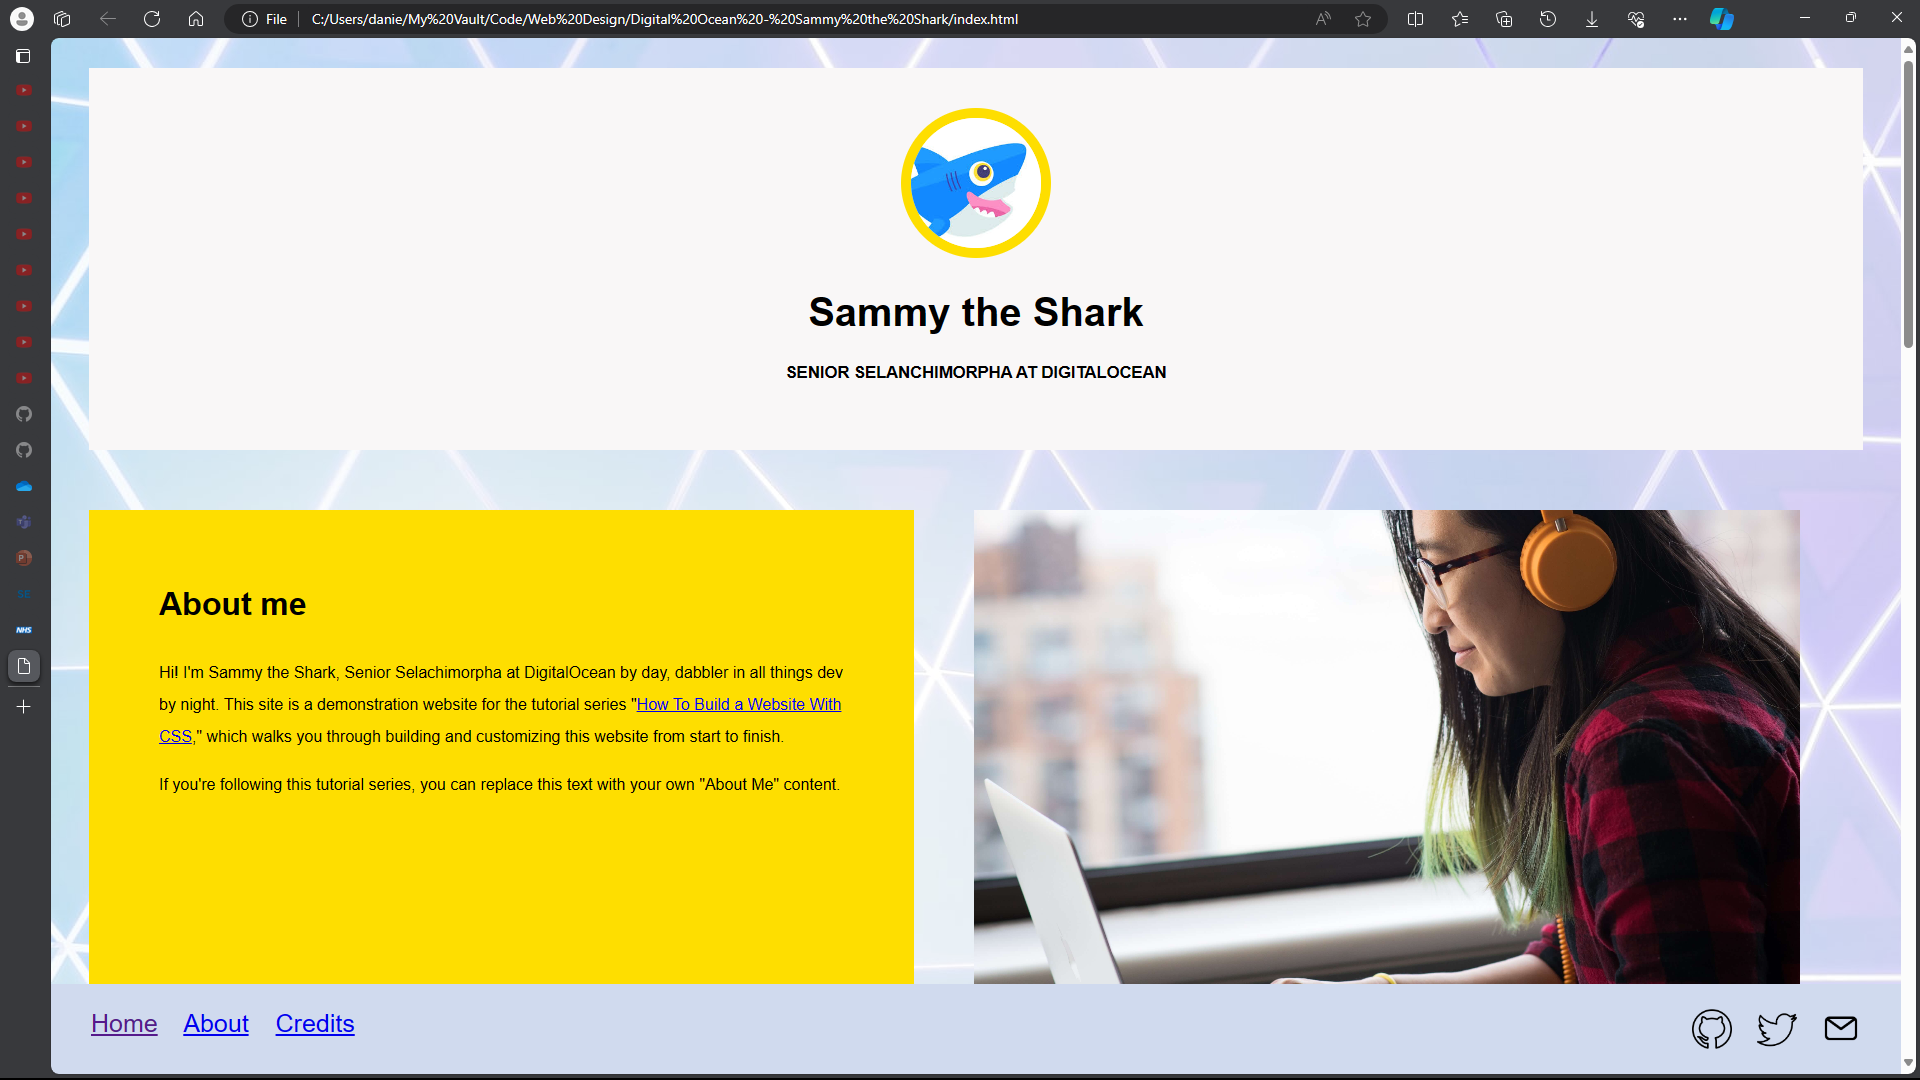 File
C:/Users/danie/My%20Vault/Code/Web%20Design/Digital%20Ocean%20-%20Sammy%20the%20Shark/index.html
Sammy the Shark
SENIOR SELANCHIMORPHA AT DIGITALOCEAN
About me
Hi! I'm Sammy the Shark, Senior Selachimorpha at DigitalOcean by day, dabbler in all things dev
by night. This site is a demonstration website for the tutorial series "How To Build a Website With
CSS," which walks you through building and customizing this website from start to finish.
If you're following this tutorial series, you can replace this text with your own "About Me" content.
NHS
Home About Credits